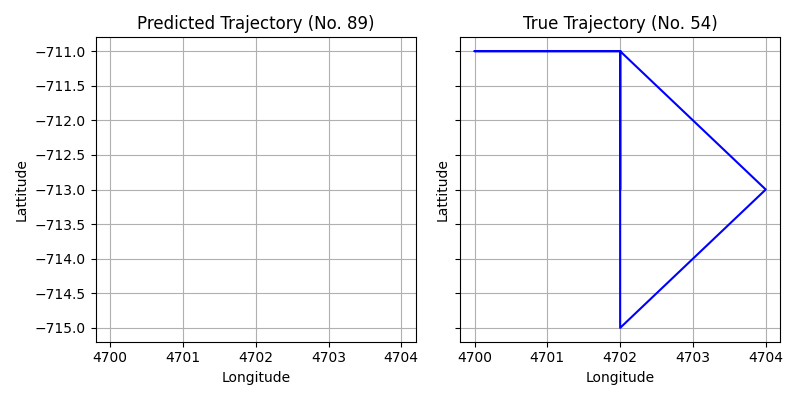 Predicted Trajectory (No. 89)
True Trajectory (No. 54)
Lattitude
−711.0
−711.5
−712.0
−712.5
−713.0
−713.5
−714.0
−714.5
−715.0
4700 4701 4702 4703 4704
Longitude
Lattitude
4700 4701 4702 4703 4704
Longitude